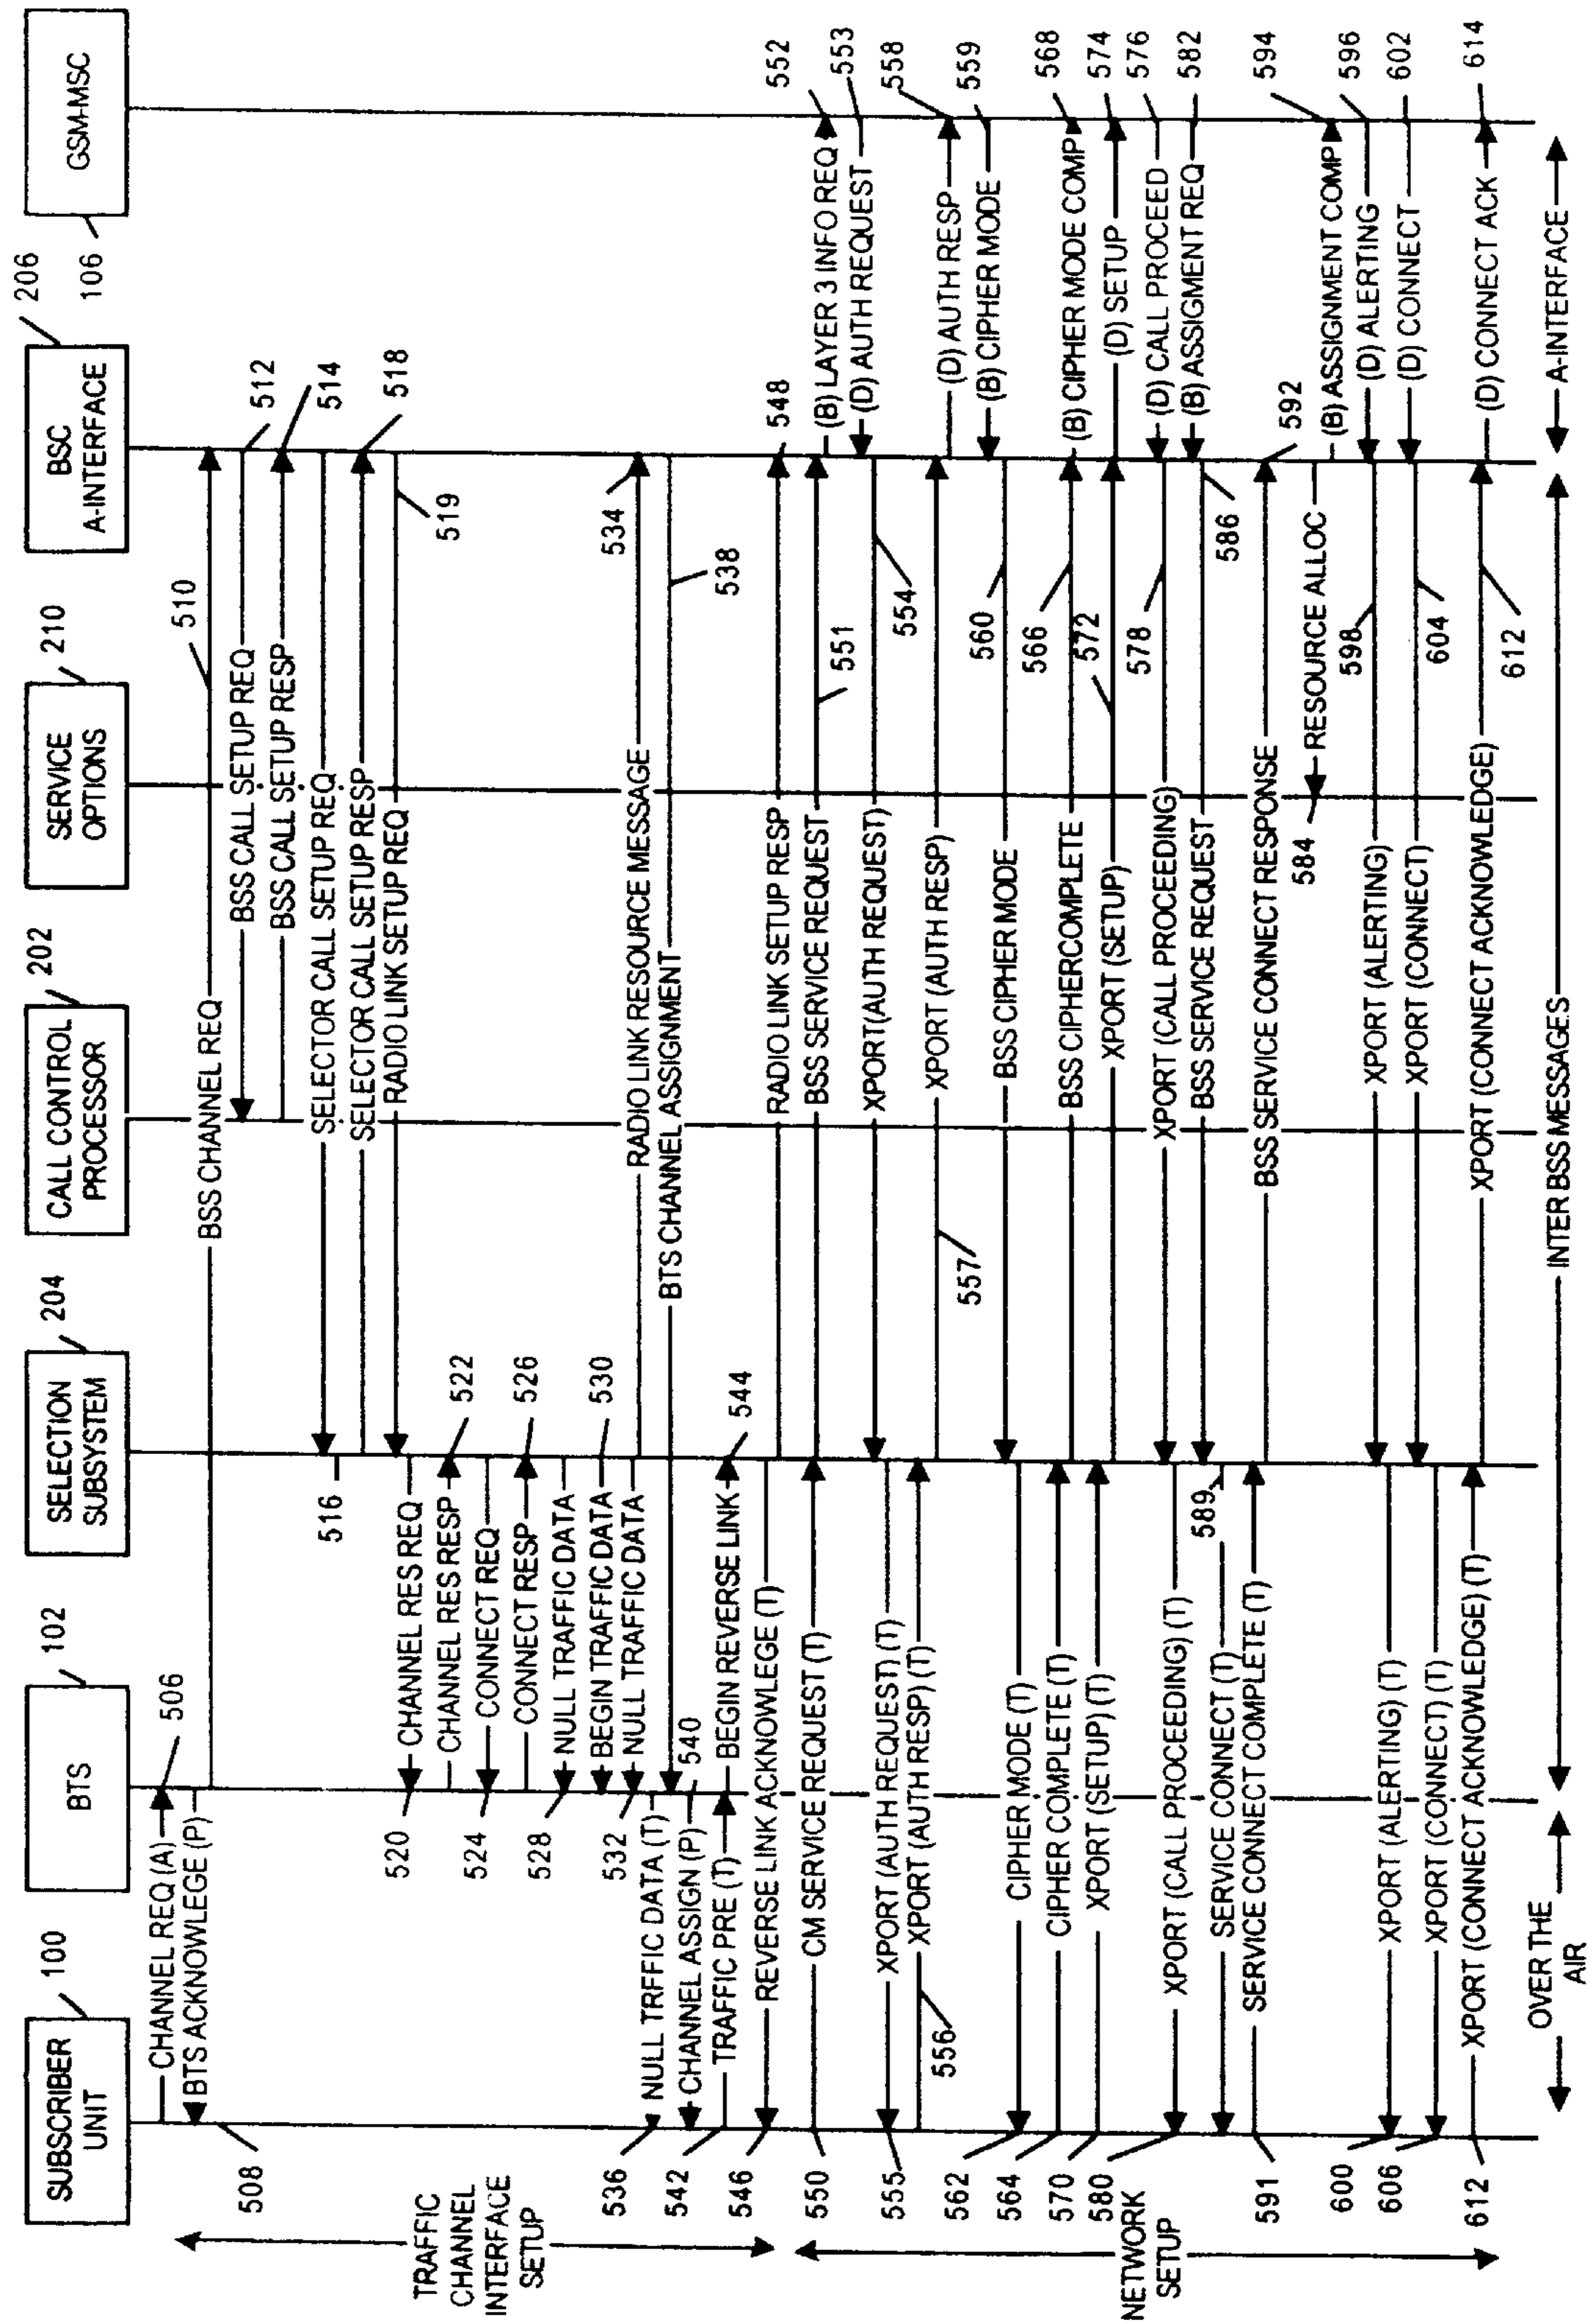 SUBSCRIBER
UNIT
100
BTS
102
SELECTION
SUBSYSTEM
204
CALL CONTROL
PROCESSOR
202
SERVICE
OPTIONS
210
BSC
A-INTERFACE
206
GSM-MSC
106
TRAFFIC
CHANNEL
INTERFACE
SETUP
CHANNEL REQ (A)
506
BTS ACKNOWLEGE (P)
508
BSS CHANNEL REQ
510
BSS CALL SETUP REQ
512
BSS CALL SETUP RESP
514
SELECTOR CALL SETUP REQ
516
SELECTOR CALL SETUP RESP
518
RADIO LINK SETUP REQ
519
520
CHANNEL RES REQ
CHANNEL RES RESP
522
524
CONNECT REQ
CONNECT RESP
526
528
NULL TRAFFIC DATA
BEGIN TRAFFIC DATA
530
532
NULL TRAFFIC DATA
RADIO LINK RESOURCE MESSAGE
534
536
NULL TRFFIC DATA (T)
BTS CHANNEL ASSIGNMENT
538
CHANNEL ASSIGN (P)
540
542
TRAFFIC PRE (T)
BEGIN REVERSE LINK
544
546
REVERSE LINK ACKNOWLEGE (T)
RADIO LINK SETUP RESP
548
NETWORK
SETUP
550
CM SERVICE REQUEST (T)
BSS SERVICE REQUEST
551
(B) LAYER 3 INFO REQ
552
(D) AUTH REQUEST
553
XPORT(AUTH REQUEST)
554
555
XPORT (AUTH REQUEST) (T)
XPORT (AUTH RESP) (T)
556
XPORT (AUTH RESP)
557
(D) AUTH RESP
558
(B) CIPHER MODE
559
BSS CIPHER MODE
560
562
CIPHER MODE (T)
564
CIPHER COMPLETE (T)
BSS CIPHERCOMPLETE
566
(B) CIPHER MODE COMP
568
570
XPORT (SETUP) (T)
XPORT (SETUP)
572
(D) SETUP
574
(D) CALL PROCEED
576
XPORT (CALL PROCEEDING)
578
580
XPORT (CALL PROCEEDING) (T)
(B) ASSIGMENT REQ
582
BSS SERVICE REQUEST
586
SERVICE CONNECT (T)
589
591
SERVICE CONNECT COMPLETE (T)
BSS SERVICE CONNECT RESPONSE
592
584
RESOURCE ALLOC
(B) ASSIGNMENT COMP
594
(D) ALERTING
596
XPORT (ALERTING)
598
600
XPORT (ALERTING) (T)
(D) CONNECT
602
XPORT (CONNECT)
604
606
XPORT (CONNECT) (T)
612
XPORT (CONNECT ACKNOWLEDGE) (T)
XPORT (CONNECT ACKNOWLEDGE)
612
(D) CONNECT ACK
614
OVER THE
AIR
INTER BSS MESSAGES
A-INTERFACE